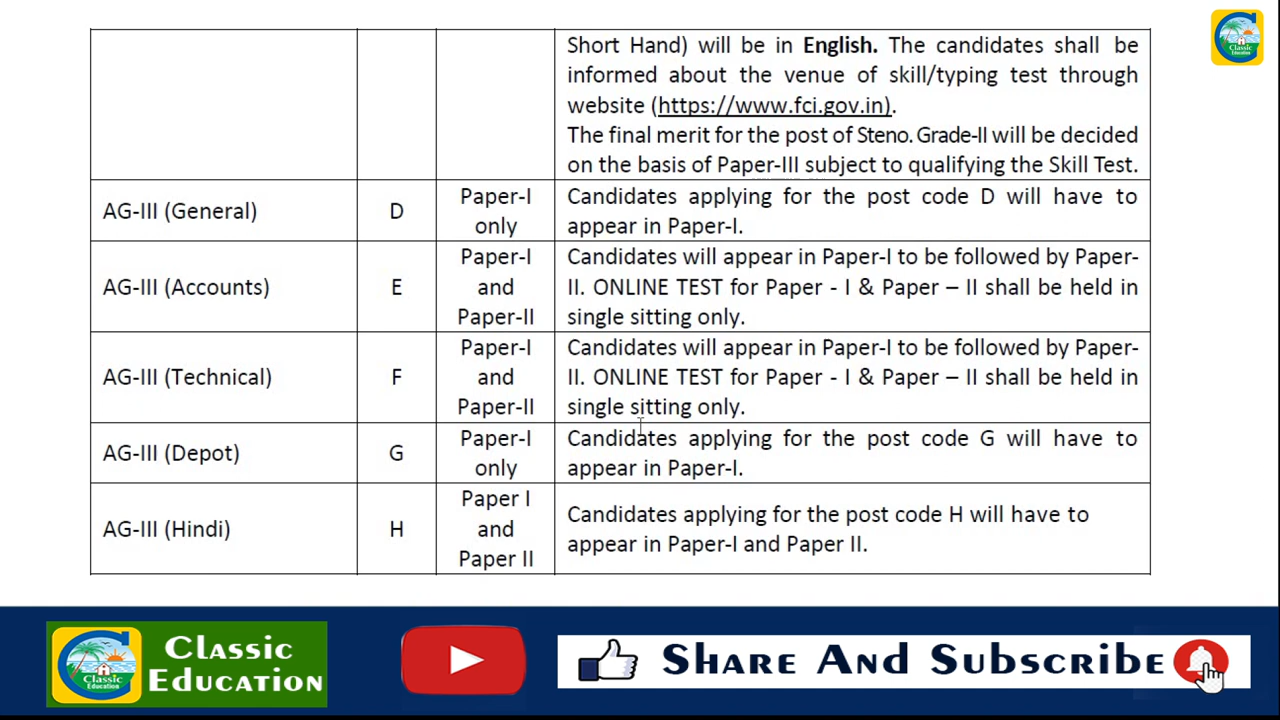 Short Hand) will be in English. The candidates shall be
informed about the venue of skill/typing test through
website (https://www.fci.gov.in).
The final merit for the post of Steno. Grade-II will be decided
on the basis of Paper-III subject to qualifying the Skill Test.
AG-III (General)
D
Paper-I
only
Candidates applying for the post code D will have to
appear in Paper-I.
AG-III (Accounts)
E
Paper-I
and
Paper-II
Candidates will appear in Paper-I to be followed by Paper-
II. ONLINE TEST for Paper - I & Paper – II shall be held in
single sitting only.
AG-III (Technical)
F
Paper-I
and
Paper-II
Candidates will appear in Paper-I to be followed by Paper-
II. ONLINE TEST for Paper - I & Paper – II shall be held in
single sitting only.
AG-III (Depot)
G
Paper-I
only
Candidates applying for the post code G will have to
appear in Paper-I.
AG-III (Hindi)
H
Paper I
and
Paper II
Candidates applying for the post code H will have to
appear in Paper-I and Paper II.
Classic
Education
Classic
Education
Classic
Education
Share And Subscribe